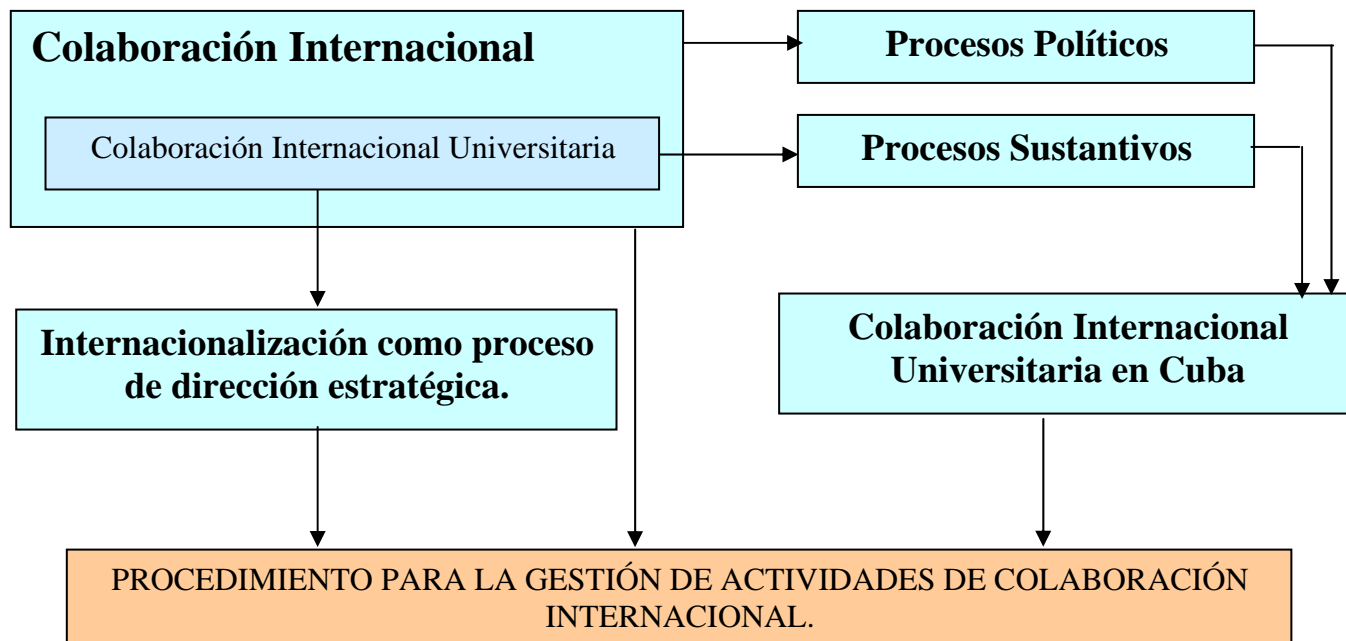 Colaboración Internacional
Procesos Políticos
Colaboración Internacional Universitaria
Procesos Sustantivos
Internacionalización como proceso
de dirección estratégica.
Colaboración Internacional
Universitaria en Cuba
PROCEDIMIENTO PARA LA GESTIÓN DE ACTIVIDADES DE COLABORACIÓN
INTERNACIONAL.